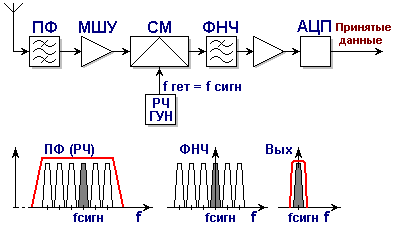 ПФ МШУ СМ ФНЧ АЦП Принятые
данные
f гет = f сигн
РЧ
ГУН
ПФ (РЧ) ФНЧ Вых
fсигн f fсигн f fсигн f